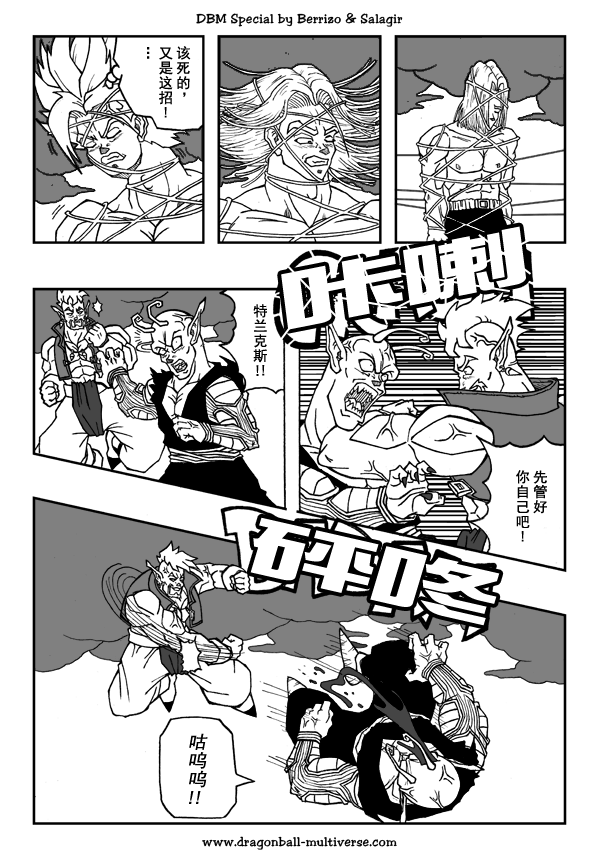 DBM Special by Berrizo & Salagir
该死的，
又是这招！
…
咔喇
特兰克斯!!
先管好
你自己吧！
砰咚
咕呜
呜!!
www.dragonball-multiverse.com